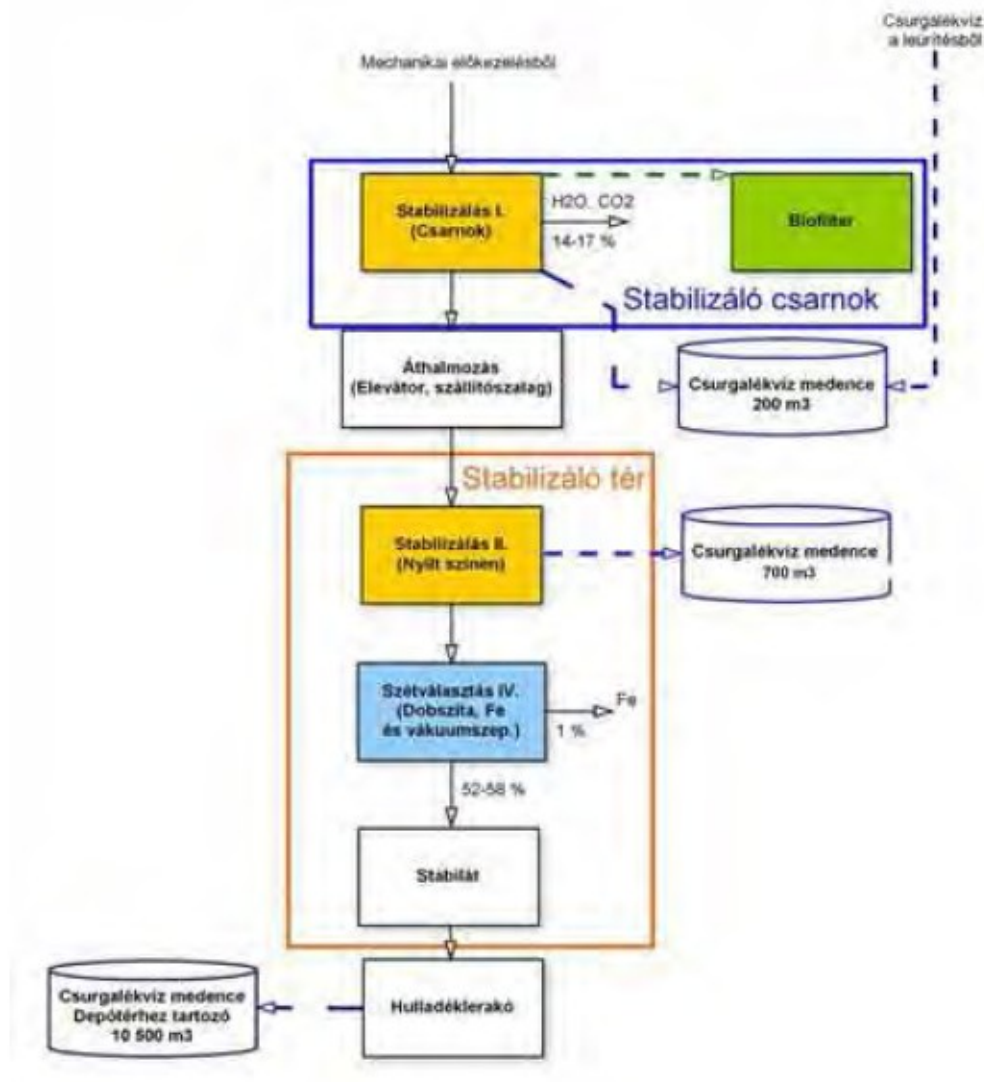 Csurgalékvíz
a leürítésből
Mechanikai előkezelésből
Stabilizálás I.
(Csarnok)
H2O, CO2
14-17 %
Biofilter
Stabilizáló csarnok
Áthalmozás
(Elevátor, szállítószalag)
Csurgalékvíz medence
200 m3
Stabilizáló tér
Stabilizálás II.
(Nyílt színen)
Csurgalékvíz medence
700 m3
Szétválasztás IV.
(Dobszita, Fe
és vákuumszep.)
Fe
1 %
52-58 %
Stabilát
Csurgalékvíz medence
Depótérhez tartozó
10 500 m3
Hulladéklerakó